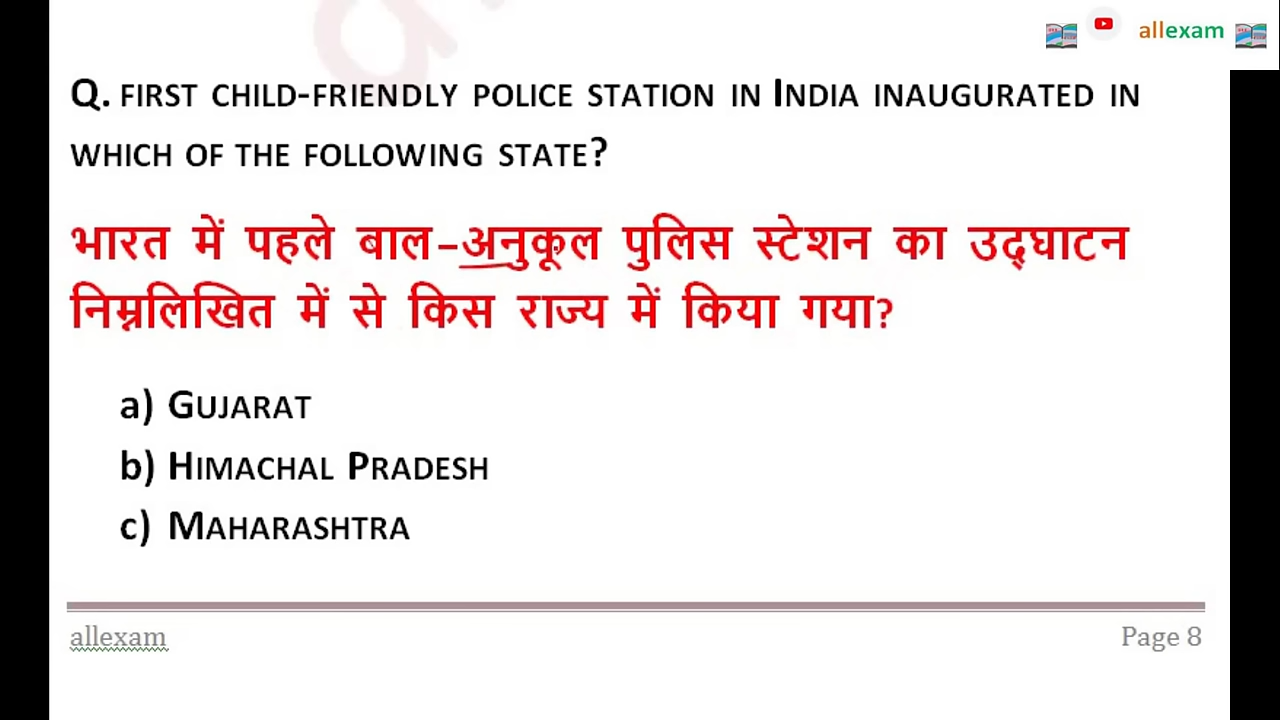 allexam
Q. FIRST CHILD-FRIENDLY POLICE STATION IN INDIA INAUGURATED IN
WHICH OF THE FOLLOWING STATE?
भारत में पहले बाल-अनुकूल पुलिस स्टेशन का उद्घाटन
निम्नलिखित में से किस राज्य में किया गया?
a) GUJARAT
b) HIMACHAL PRADESH
c) MAHARASHTRA
allexam Page 8